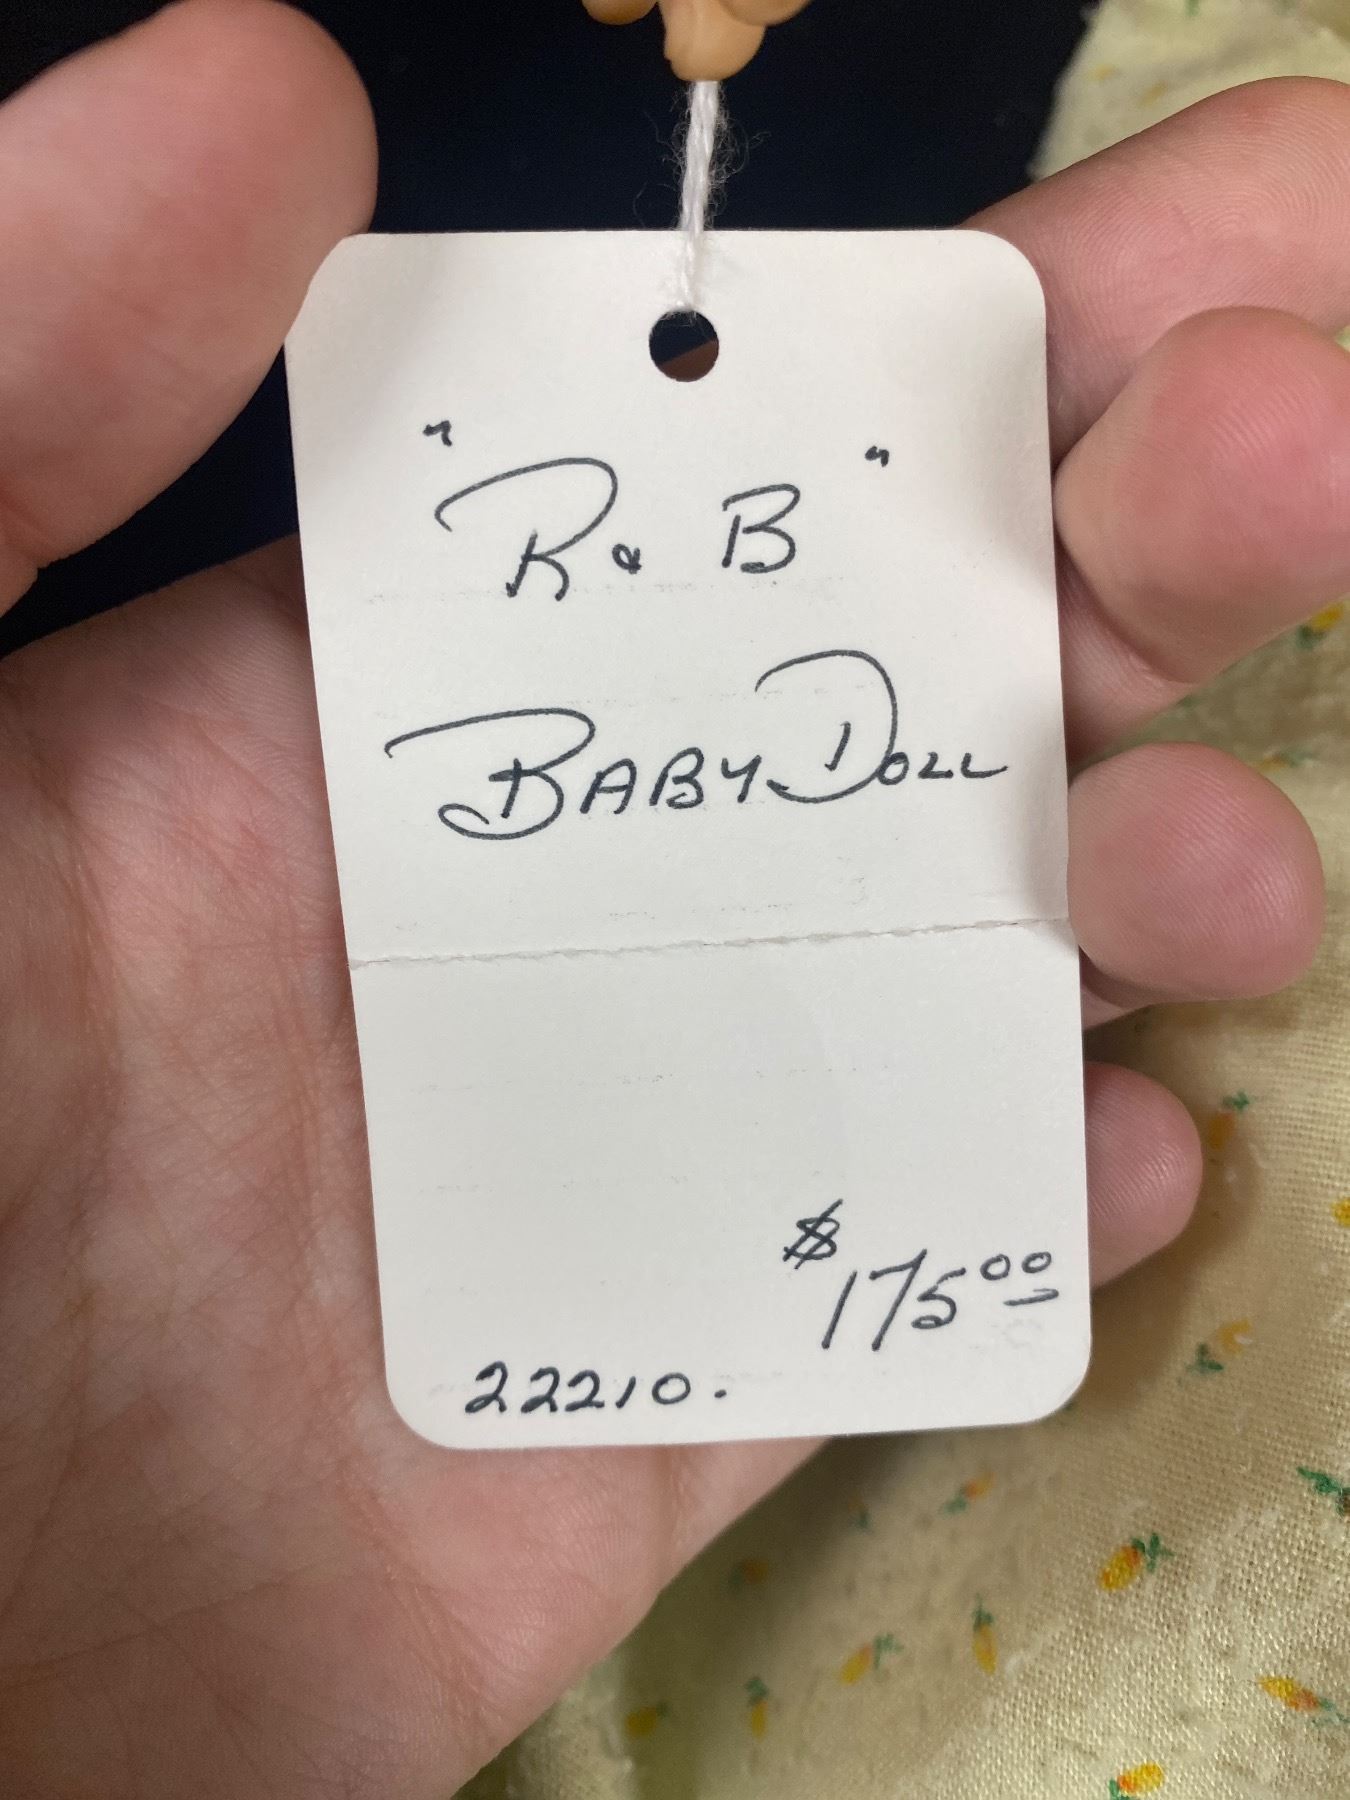 "R & B"
BABY DOLL
$175.00
22210.